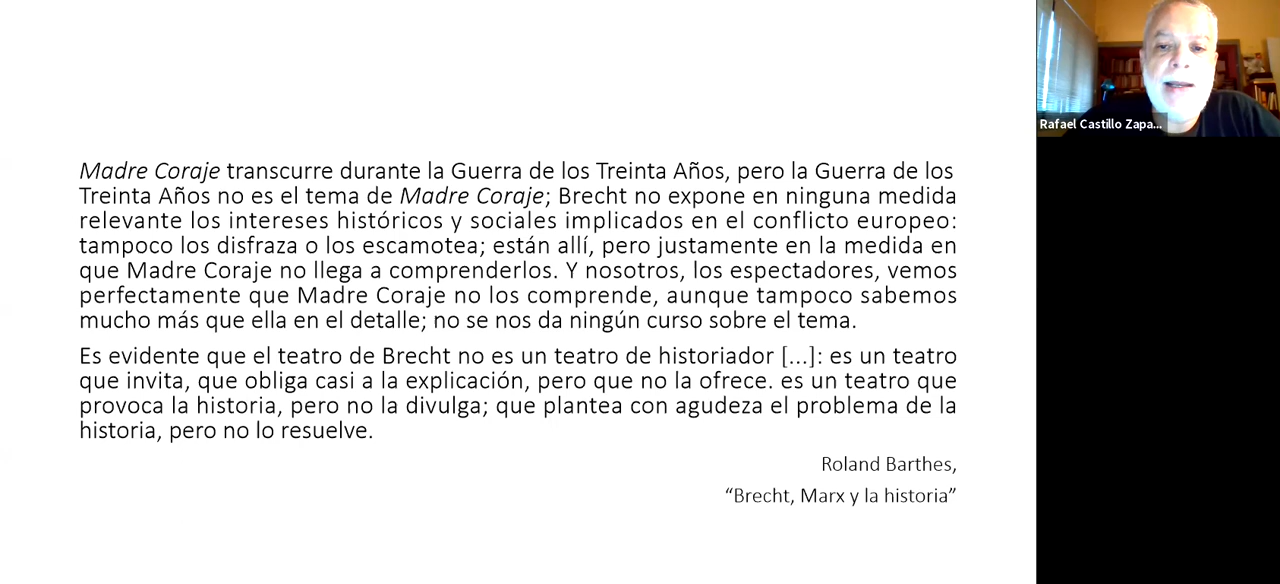 Madre Coraje transcurre durante la Guerra de los Treinta Años, pero la Guerra de los
Treinta Años no es el tema de Madre Coraje; Brecht no expone en ninguna medida
relevante los intereses históricos y sociales implicados en el conflicto europeo:
tampoco los disfraza o los escamotea; están allí, pero justamente en la medida en
que Madre Coraje no llega a comprenderlos. Y nosotros, los espectadores, vemos
perfectamente que Madre Coraje no los comprende, aunque tampoco sabemos
mucho más que ella en el detalle; no se nos da ningún curso sobre el tema.
Es evidente que el teatro de Brecht no es un teatro de historiador [...]: es un teatro
que invita, que obliga casi a la explicación, pero que no la ofrece. es un teatro que
provoca la historia, pero no la divulga; que plantea con agudeza el problema de la
historia, pero no lo resuelve.
Roland Barthes,
“Brecht, Marx y la historia”
Rafael Castillo Zapa...